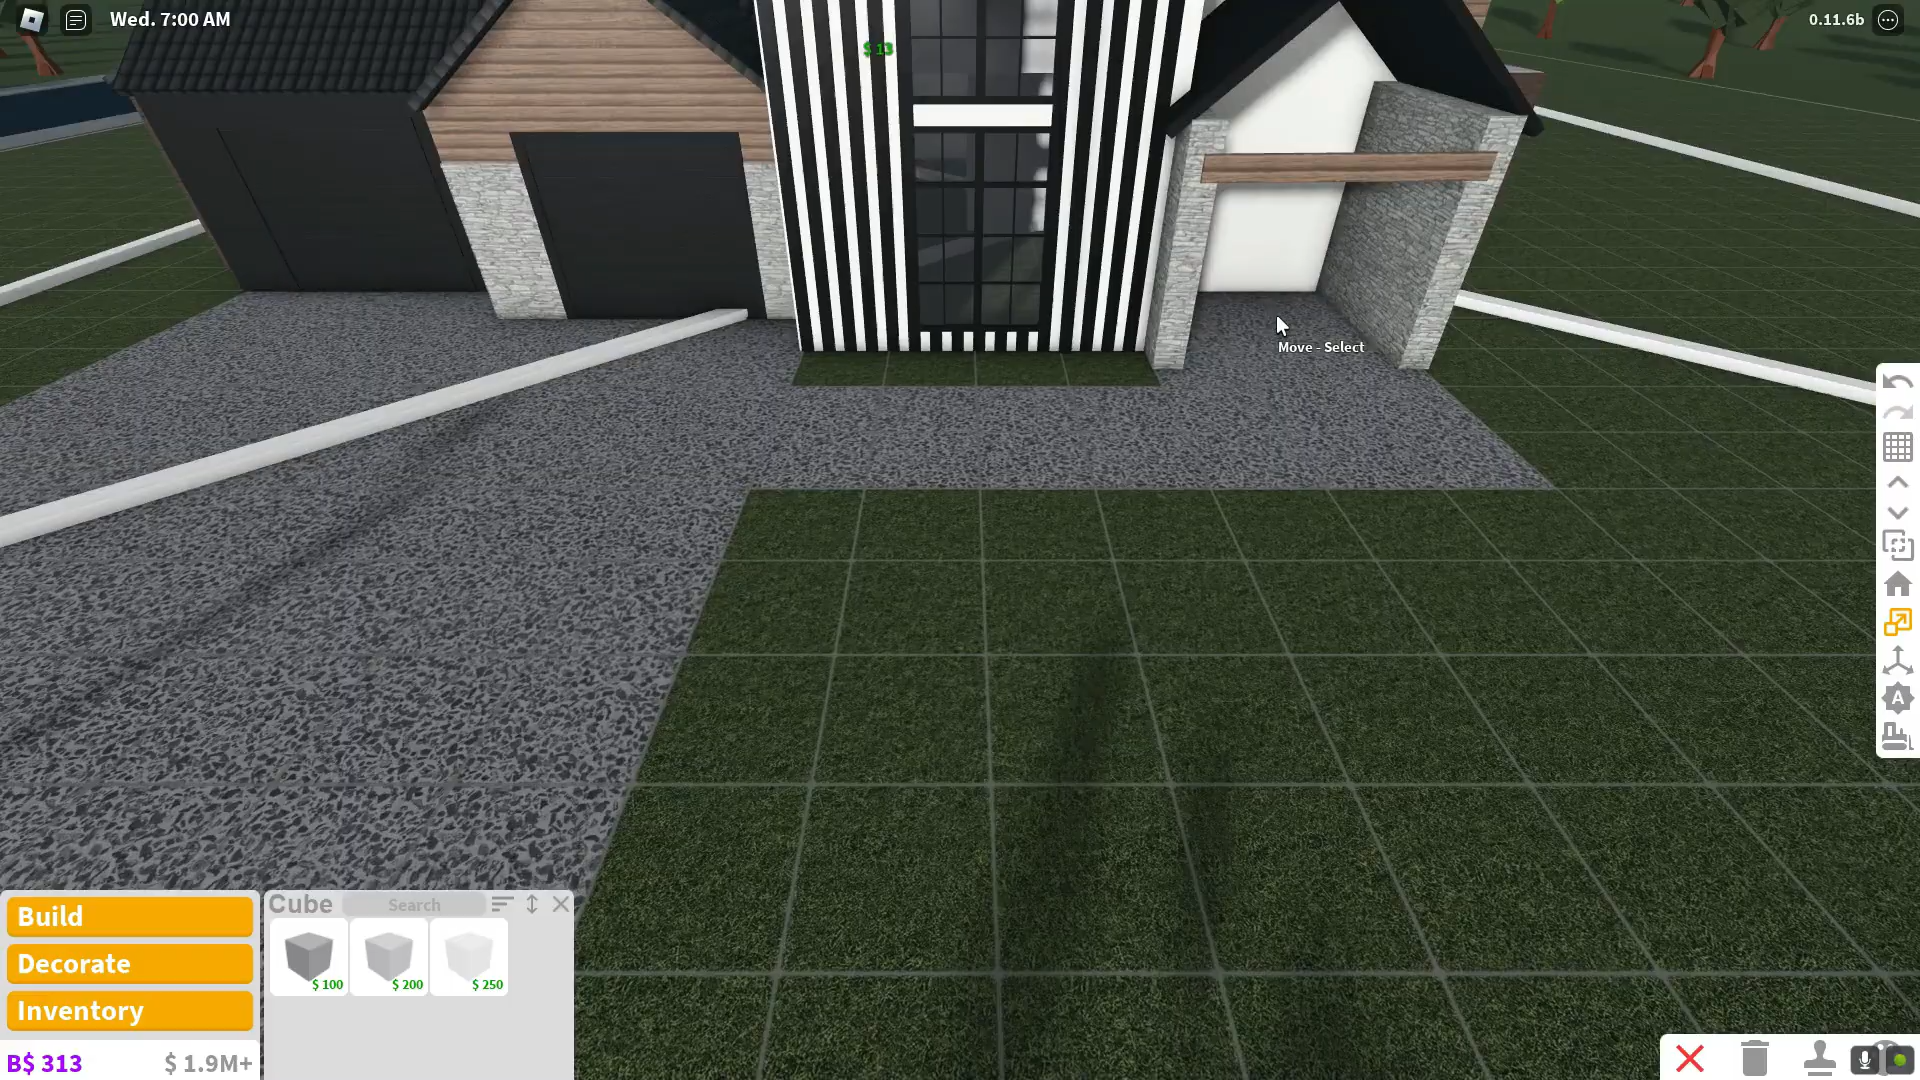 Wed. 7:00 AM
0.11.6b
$ 13
Move - Select
A
Build
Decorate
Inventory
B$ 313
$ 1.9M+
Cube
Search
$ 100
$ 200
$ 250